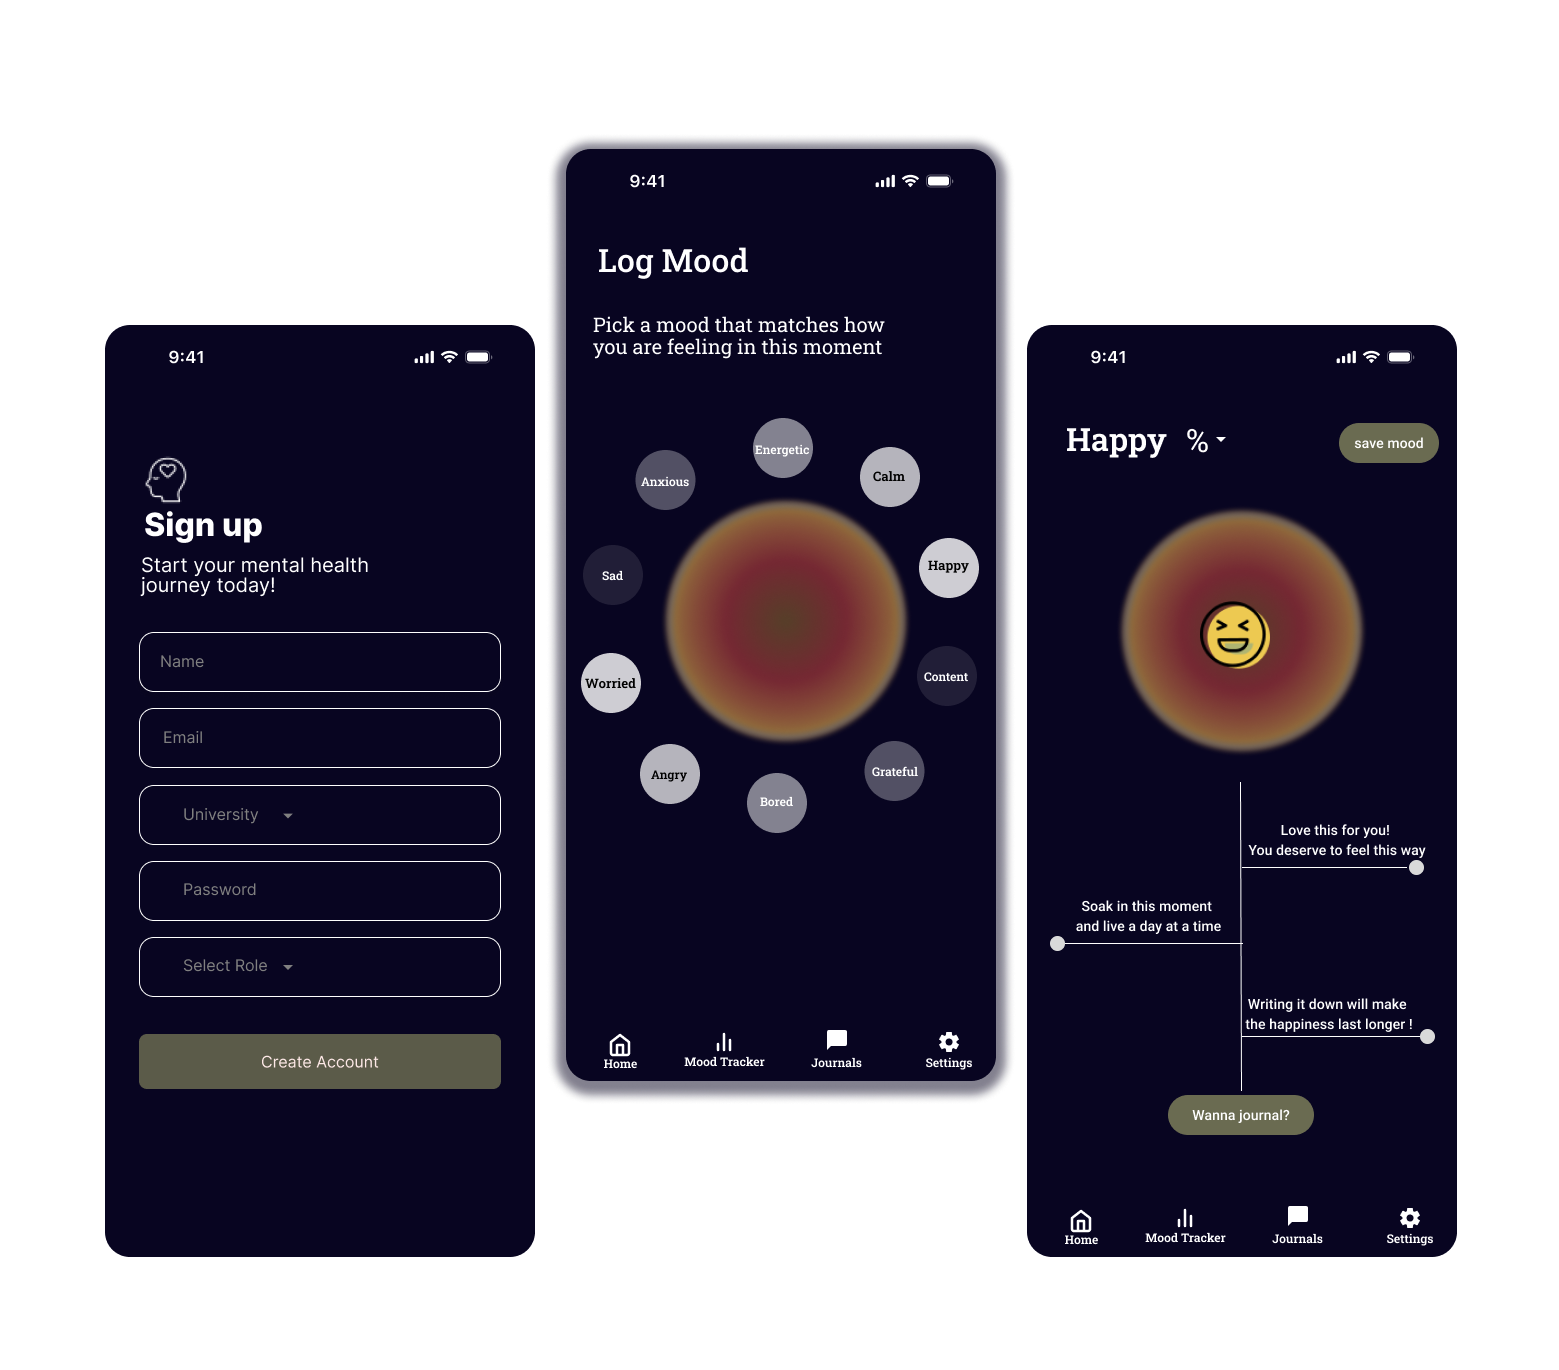 9:41
Sign up
Start your mental health
journey today!
Name
Email
University
Password
Select Role
Create Account
9:41
Log Mood
Pick a mood that matches how
you are feeling in this moment
Energetic
Calm
Anxious
Happy
Sad
Content
Worried
Grateful
Angry
Bored
Home
Mood Tracker
Journals
Settings
9:41
Happy % save mood
Love this for you!
You deserve to feel this way
Soak in this moment
and live a day at a time
Writing it down will make
the happiness last longer !
Wanna journal?
Home
Mood Tracker
Journals
Settings